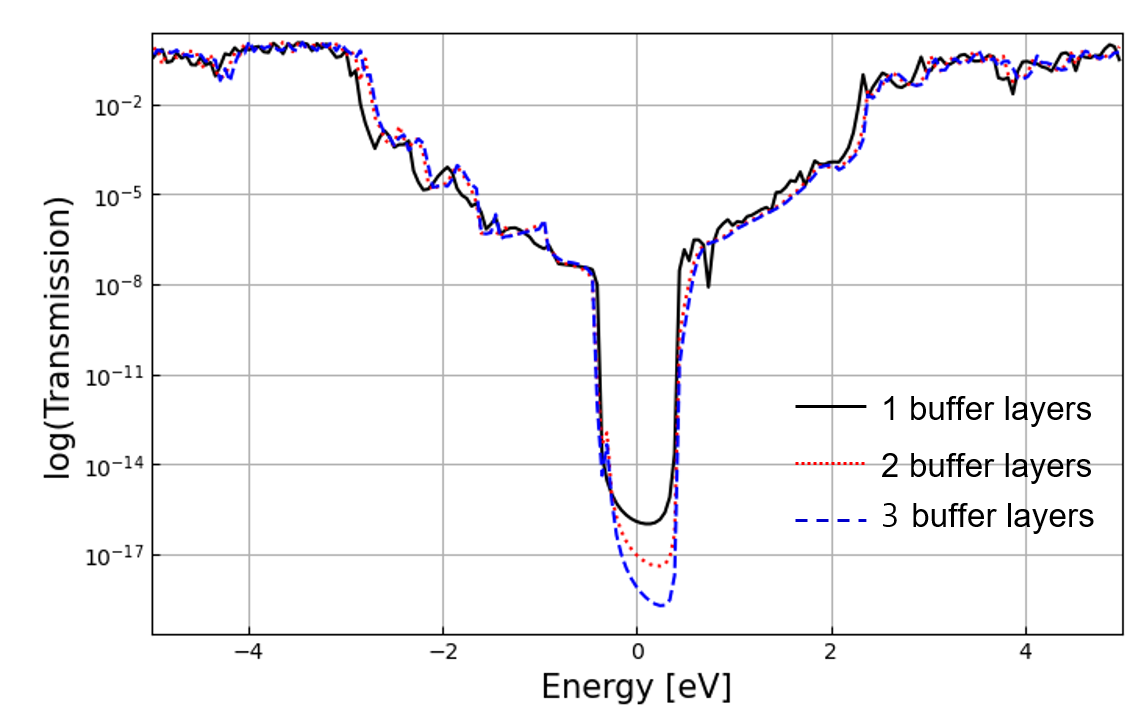 log(Transmission)
10⁻²
10⁻⁵
10⁻⁸
10⁻¹¹
10⁻¹⁴
10⁻¹⁷
1 buffer layers
2 buffer layers
3 buffer layers
−4
−2
0
2
4
Energy [eV]